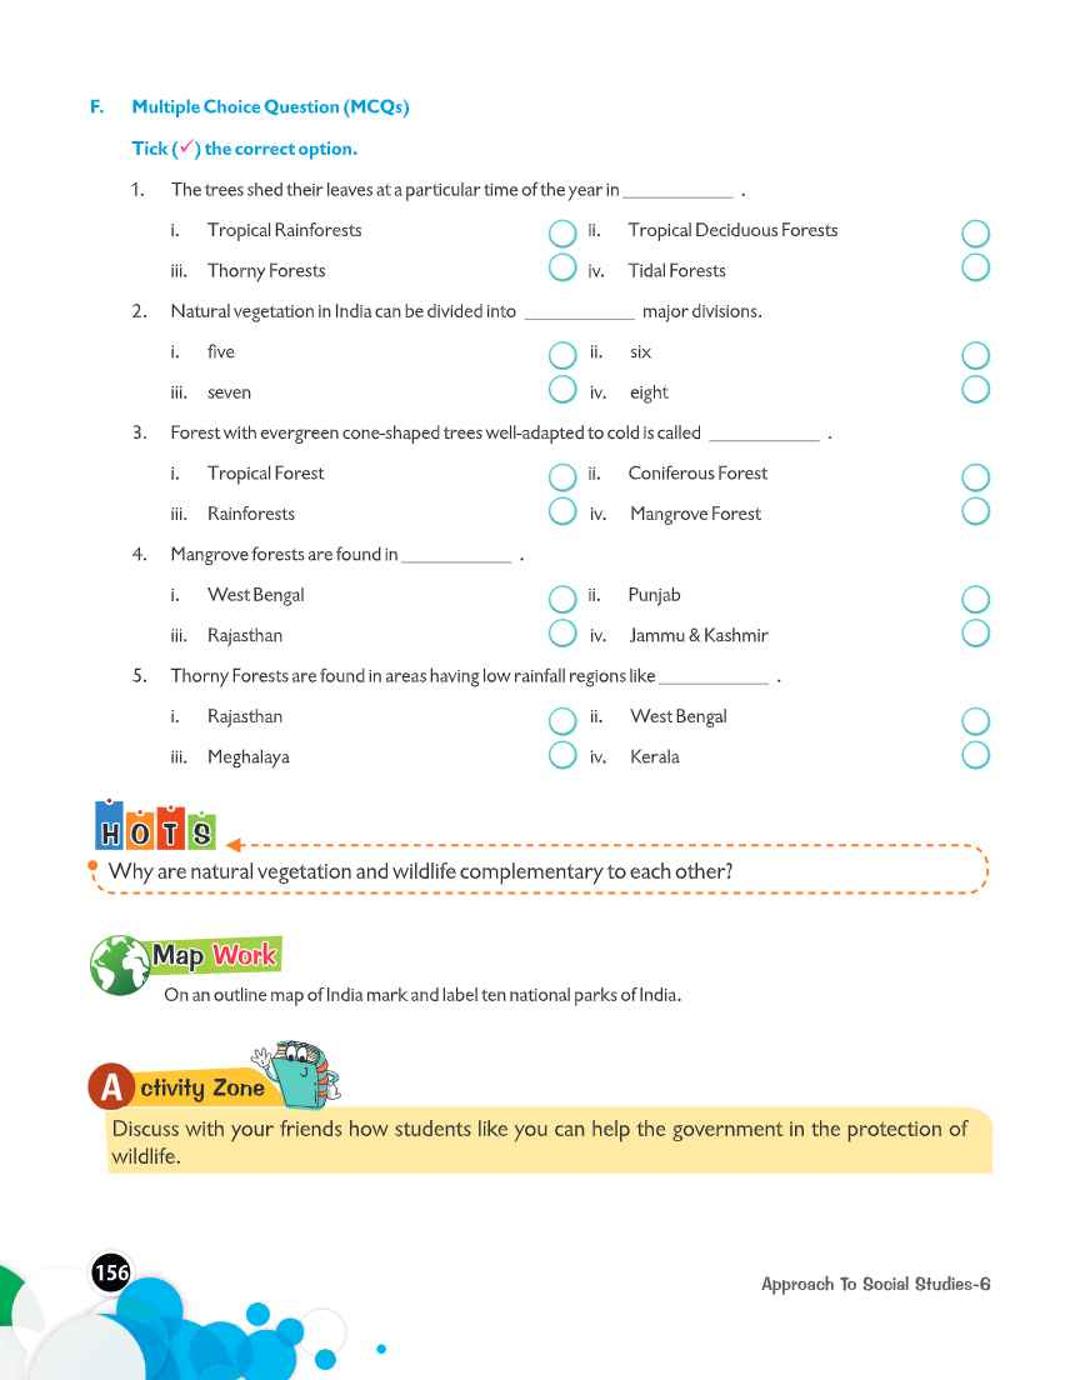 F. Multiple Choice Question (MCQs)
Tick (✓) the correct option.
1. The trees shed their leaves at a particular time of the year in ___________ .
i. Tropical Rainforests ii. Tropical Deciduous Forests
iii. Thorny Forests iv. Tidal Forests
2. Natural vegetation in India can be divided into ___________ major divisions.
i. five ii. six
iii. seven iv. eight
3. Forest with evergreen cone-shaped trees well-adapted to cold is called ___________ .
i. Tropical Forest ii. Coniferous Forest
iii. Rainforests iv. Mangrove Forest
4. Mangrove forests are found in ___________ .
i. West Bengal ii. Punjab
iii. Rajasthan iv. Jammu & Kashmir
5. Thorny Forests are found in areas having low rainfall regions like ___________ .
i. Rajasthan ii. West Bengal
iii. Meghalaya iv. Kerala
HOTS
Why are natural vegetation and wildlife complementary to each other?
Map Work
On an outline map of India mark and label ten national parks of India.
Activity Zone
Discuss with your friends how students like you can help the government in the protection of
wildlife.
156
Approach To Social Studies-6